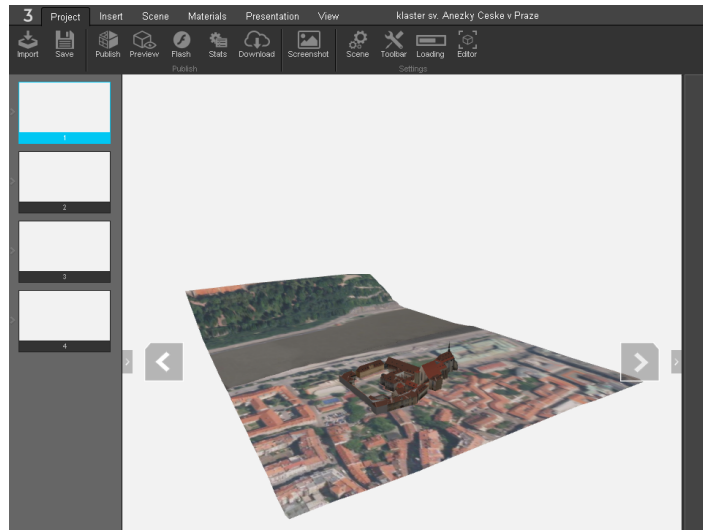 3 Project Insert Scene Materials Presentation View klaster sv. Anezky Ceske v Praze
Import Save Publish Preview Flash Stats Download Screenshot Scene Toolbar Loading Editor
Publish Settings
1
2
3
4